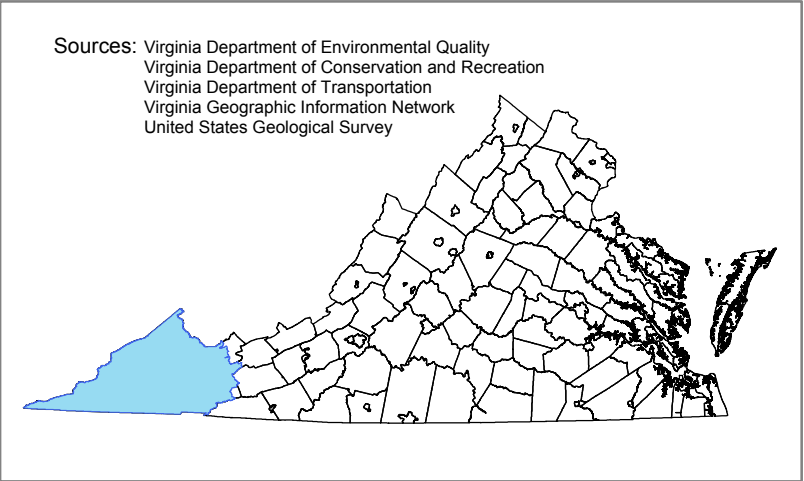 Sources: Virginia Department of Environmental Quality
Virginia Department of Conservation and Recreation
Virginia Department of Transportation
Virginia Geographic Information Network
United States Geological Survey